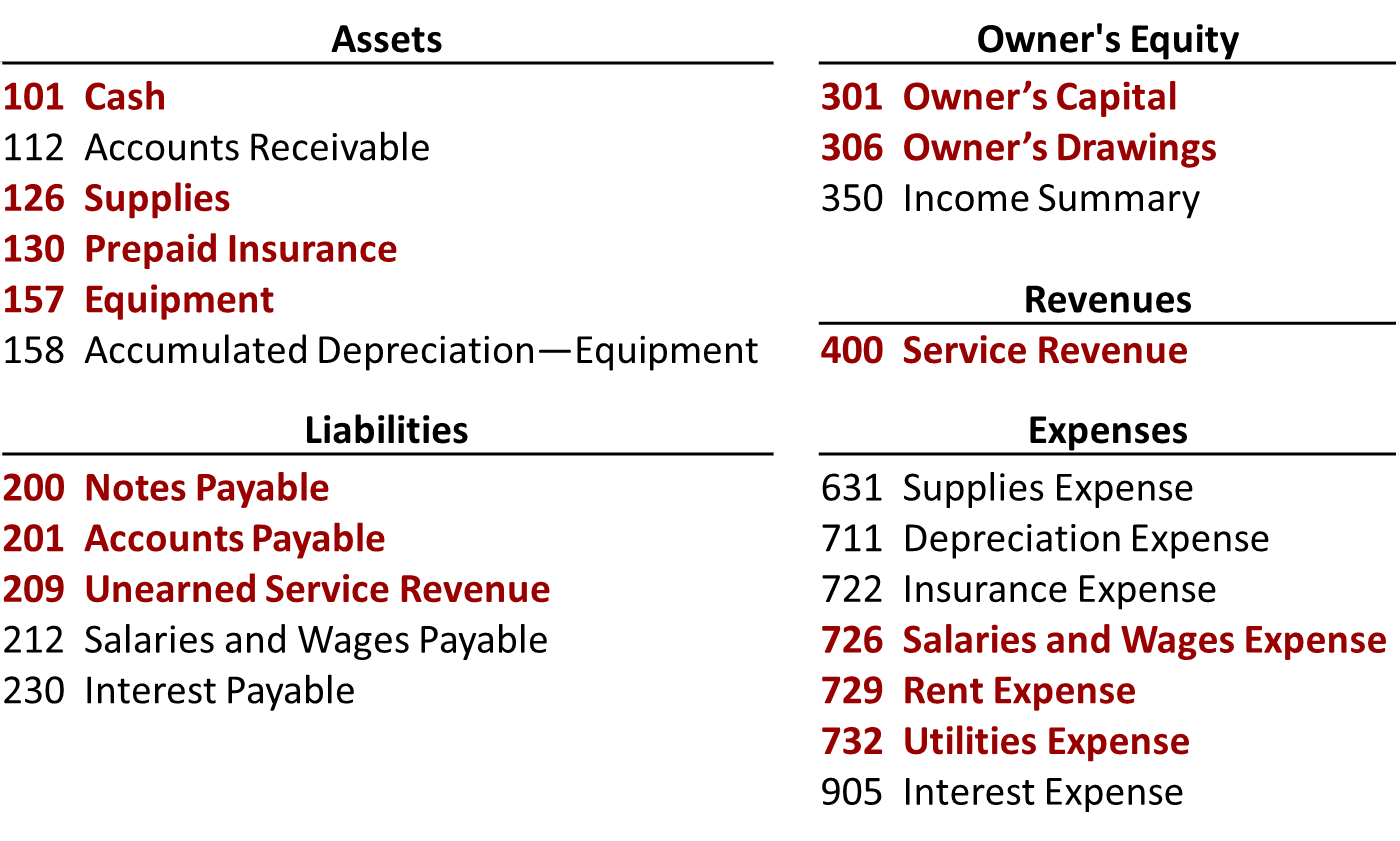 Assets
101 Cash
112 Accounts Receivable
126 Supplies
130 Prepaid Insurance
157 Equipment
158 Accumulated Depreciation—Equipment
Liabilities
200 Notes Payable
201 Accounts Payable
209 Unearned Service Revenue
212 Salaries and Wages Payable
230 Interest Payable
Owner's Equity
301 Owner’s Capital
306 Owner’s Drawings
350 Income Summary
Revenues
400 Service Revenue
Expenses
631 Supplies Expense
711 Depreciation Expense
722 Insurance Expense
726 Salaries and Wages Expense
729 Rent Expense
732 Utilities Expense
905 Interest Expense